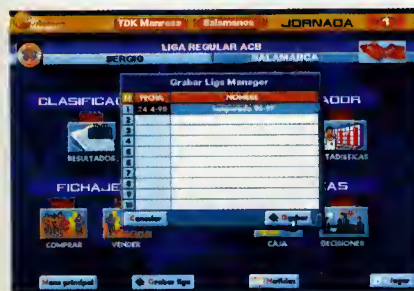 TDK Manresa Salamanca JORNADA 1
LIGA REGULAR ACB
SERGIO SALAMANCA
Grabar Liga Manager
FECHA NOMBRE
1 24-4-98 Temporada 96-97
2
3
4
5
6
7
8
9
10
Cancelar Grabar
CLASIFICAC ADOR
RESULTADOS TADISTICAS
FICHAJE AS
COMPRAR VENDER CAJA DECISIONES
Menu principal Grabar liga Noticias Jugar